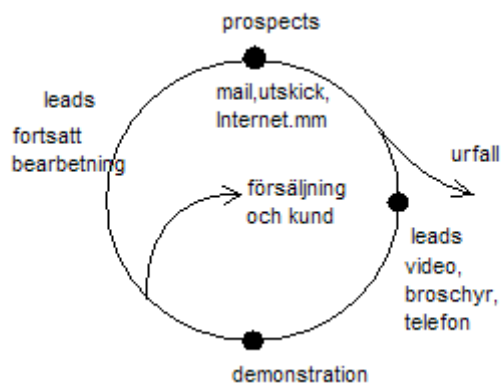 prospects
mail,utskick,
Internet.mm
leads
fortsatt
bearbetning
urfall
försäljning
och kund
leads
video,
broschyr,
telefon
demonstration